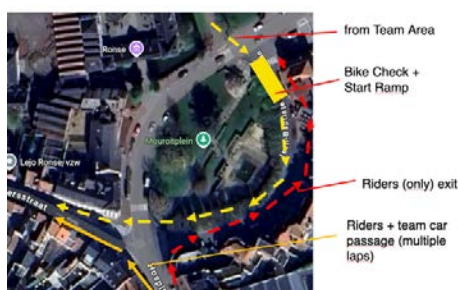 from Team Area
Ronse
Bike Check +
Start Ramp
Mouroitplein
Lejo Ronse, vzw
Riders (only) exit
Riders + team car
passage (multiple
laps)